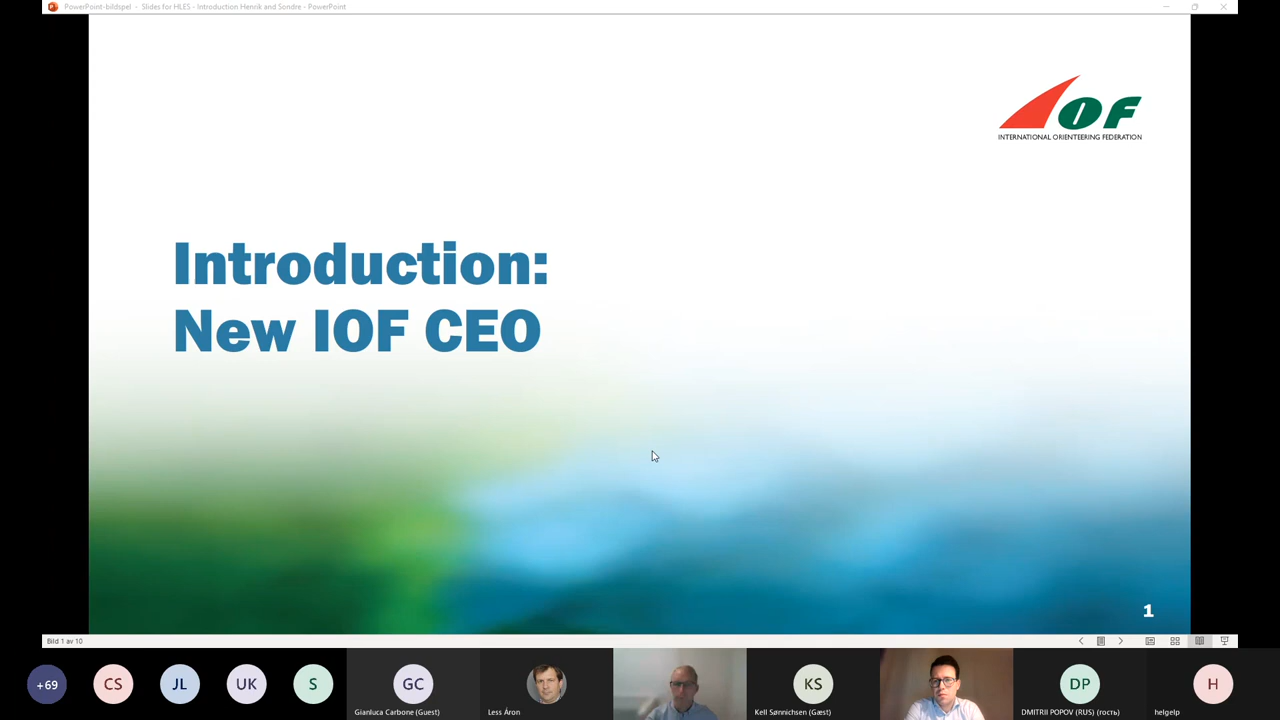 PowerPoint-bildspel - Slides for HLES - Introduction Henrik and Sondre - PowerPoint
IOF
INTERNATIONAL ORIENTEERING FEDERATION
Introduction:
New IOF CEO
1
Bild 1 av 10
+69
CS
JL
UK
S
GC
KS
DP
H
Gianluca Carbone (Guest)
Less Áron
Kell Sønnichsen (Gæst)
DMITRII POPOV (RUS) (гость)
helgelp